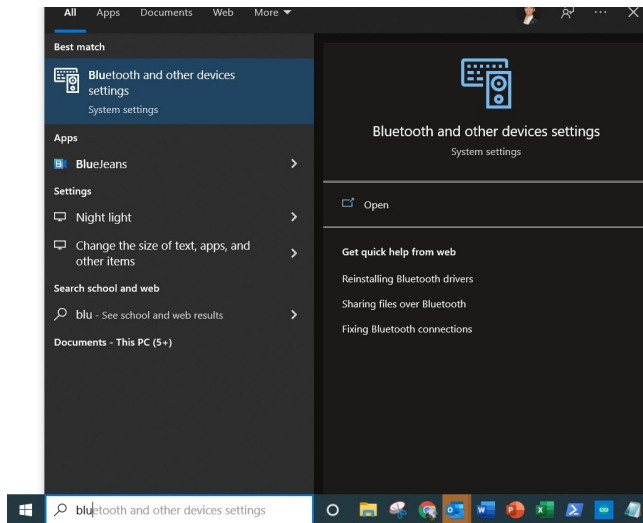 All Apps Documents Web More
Best match
Bluetooth and other devices
settings
System settings
Apps
BlueJeans
Settings
Night light
Change the size of text, apps, and
other items
Search school and web
blu - See school and web results
Documents - This PC (5+)
Bluetooth and other devices settings
System settings
Open
Get quick help from web
Reinstalling Bluetooth drivers
Sharing files over Bluetooth
Fixing Bluetooth connections
bluetooth and other devices settings